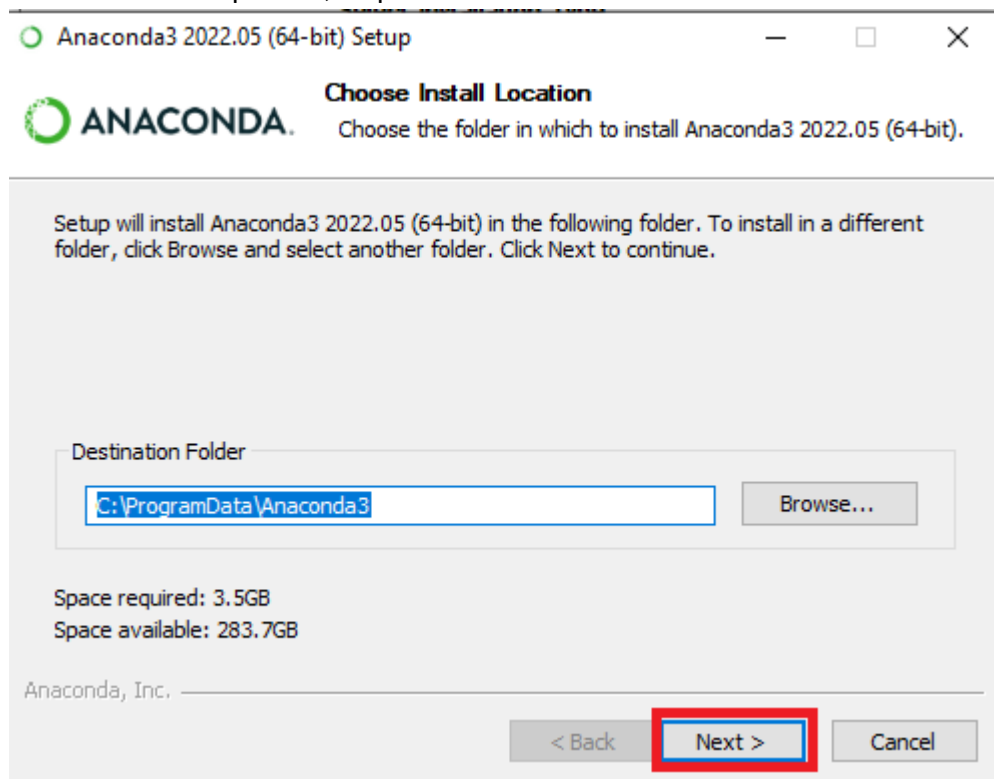 Anaconda3 2022.05 (64-bit) Setup
ANACONDA.
Choose Install Location
Choose the folder in which to install Anaconda3 2022.05 (64-bit).
Setup will install Anaconda3 2022.05 (64-bit) in the following folder. To install in a different
folder, click Browse and select another folder. Click Next to continue.
Destination Folder
C:\ProgramData\Anaconda3
Browse...
Space required: 3.5GB
Space available: 283.7GB
Anaconda, Inc.
< Back Next > Cancel